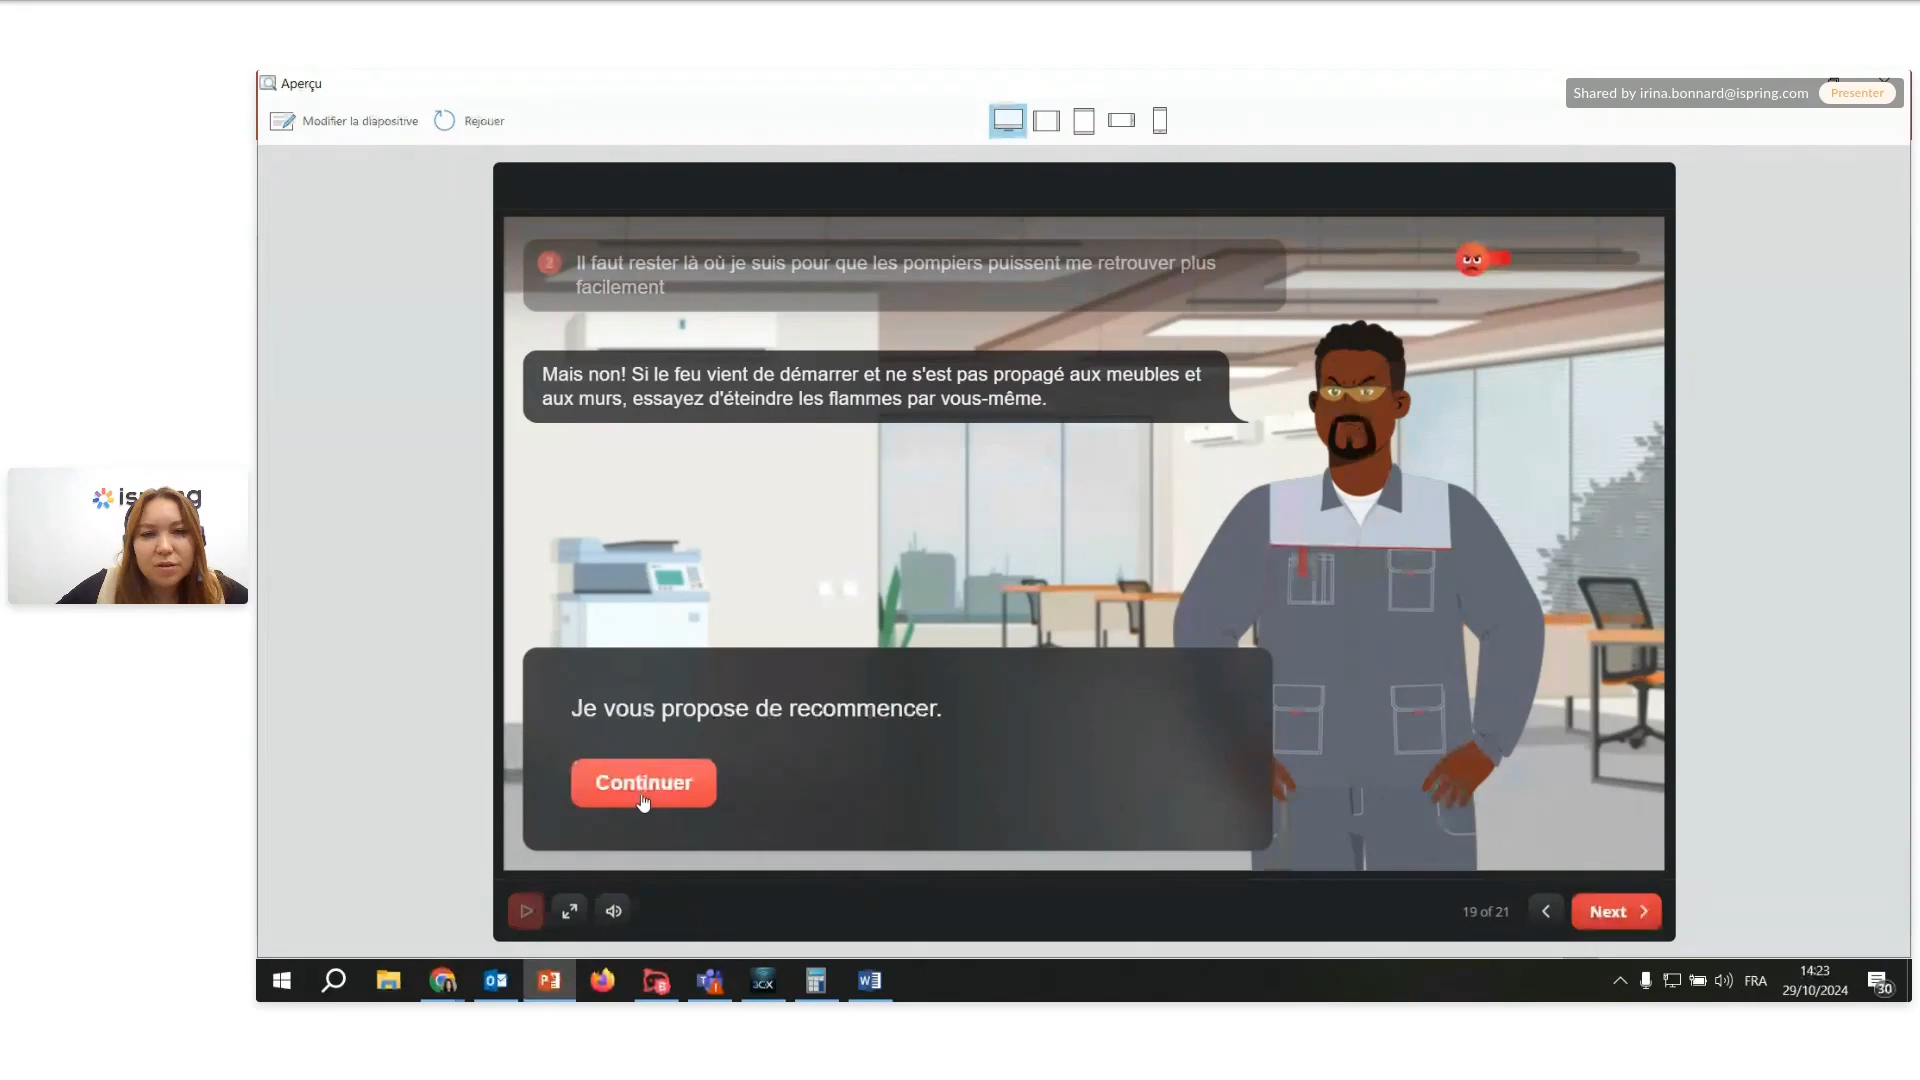 Aperçu
Shared by irina.bonnard@ispring.com
Presenter
Modifier la diapositive
Rejouer
2
Il faut rester là où je suis pour que les pompiers puissent me retrouver plus
facilement
Mais non! Si le feu vient de démarrer et ne s'est pas propagé aux meubles et
aux murs, essayez d'éteindre les flammes par vous-même.
Je vous propose de recommencer.
Continuer
19 of 21
Next
3CX
FRA
14:23
29/10/2024
30